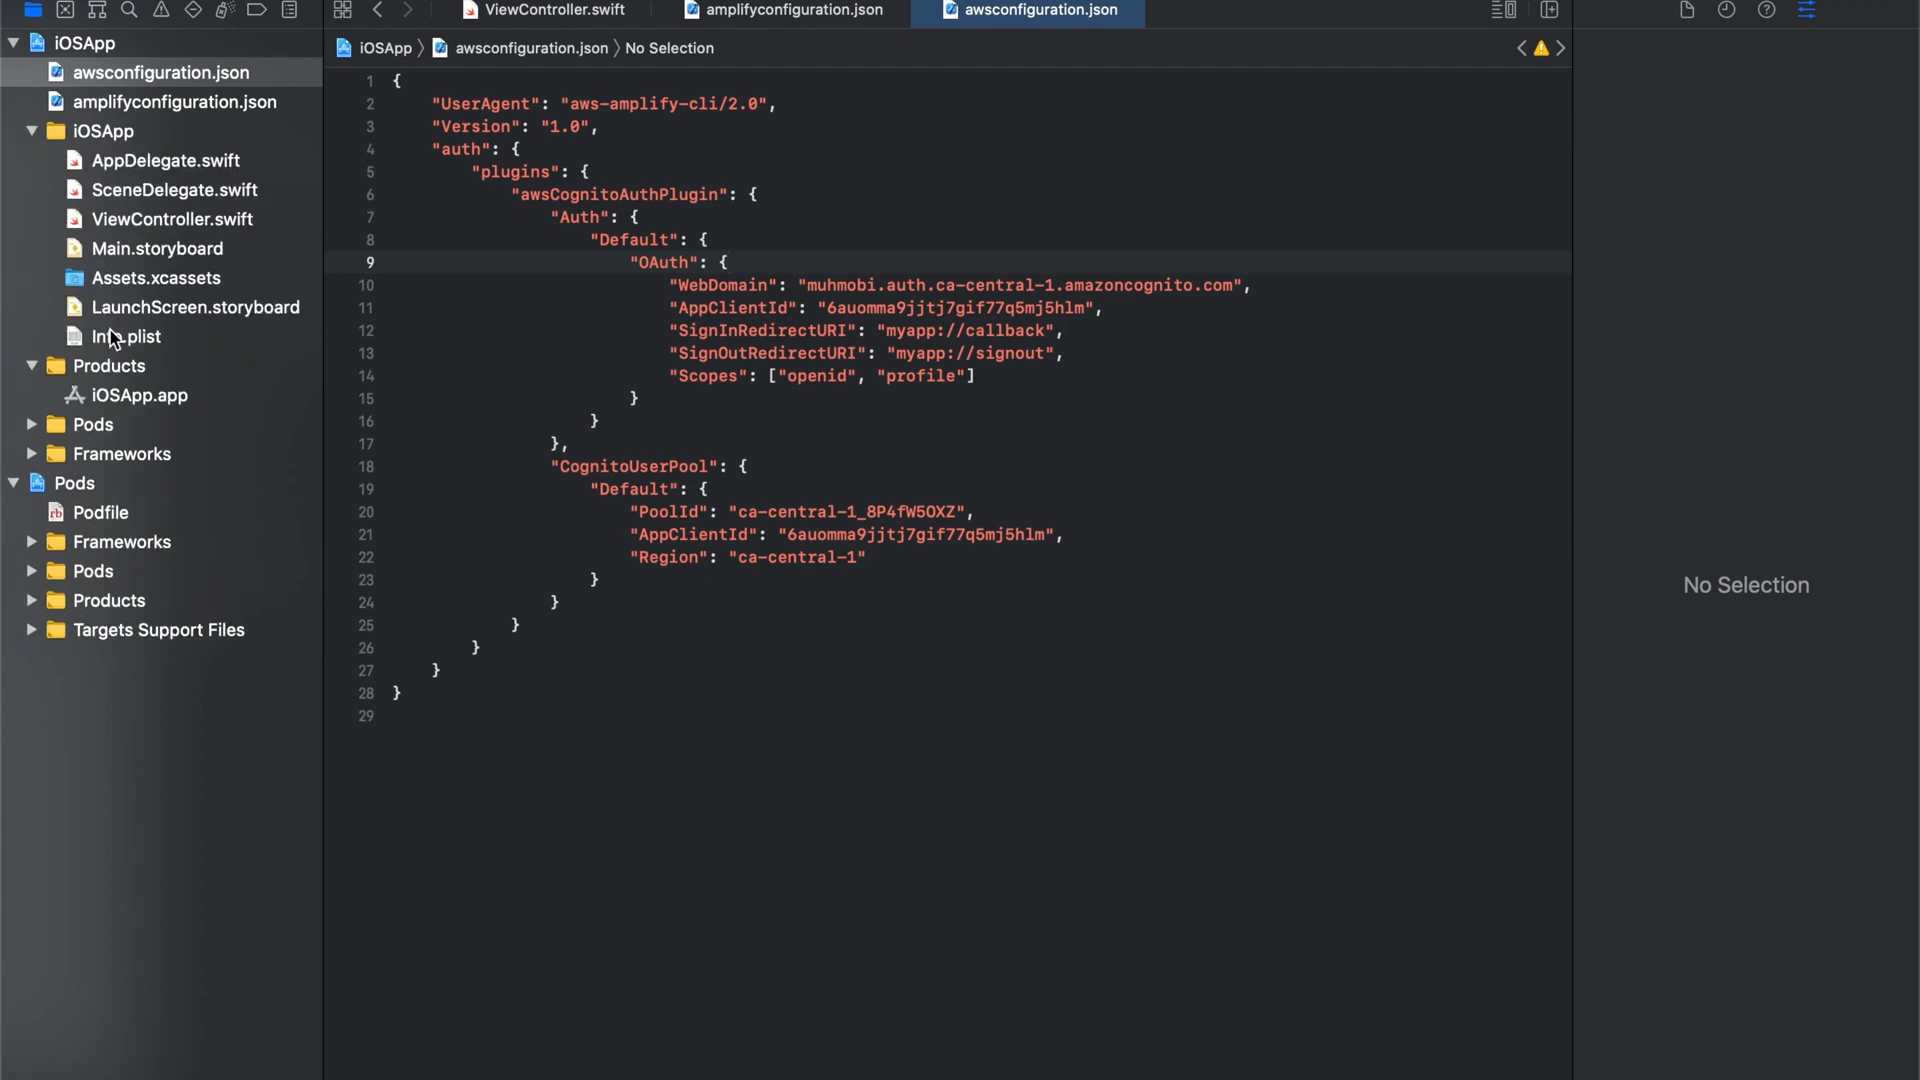 ViewController.swift
amplifyconfiguration.json
awsconfiguration.json
iOSApp
awsconfiguration.json
amplifyconfiguration.json
iOSApp
AppDelegate.swift
SceneDelegate.swift
ViewController.swift
Main.storyboard
Assets.xcassets
LaunchScreen.storyboard
Info.plist
Products
iOSApp.app
Pods
Frameworks
Pods
Podfile
Frameworks
Pods
Products
Targets Support Files
iOSApp 〉 awsconfiguration.json 〉 No Selection
1 {
2 "UserAgent": "aws-amplify-cli/2.0",
3 "Version": "1.0",
4 "auth": {
5 "plugins": {
6 "awsCognitoAuthPlugin": {
7 "Auth": {
8 "Default": {
9 "OAuth": {
10 "WebDomain": "muhmobi.auth.ca-central-1.amazoncognito.com",
11 "AppClientId": "6auomma9jjtj7gif77q5mj5hlm",
12 "SignInRedirectURI": "myapp://callback",
13 "SignOutRedirectURI": "myapp://signout",
14 "Scopes": ["openid", "profile"]
15 }
16 }
17 },
18 "CognitoUserPool": {
19 "Default": {
20 "PoolId": "ca-central-1_8P4fW5OXZ",
21 "AppClientId": "6auomma9jjtj7gif77q5mj5hlm",
22 "Region": "ca-central-1"
23 }
24 }
25 }
26 }
27 }
28 }
29
No Selection